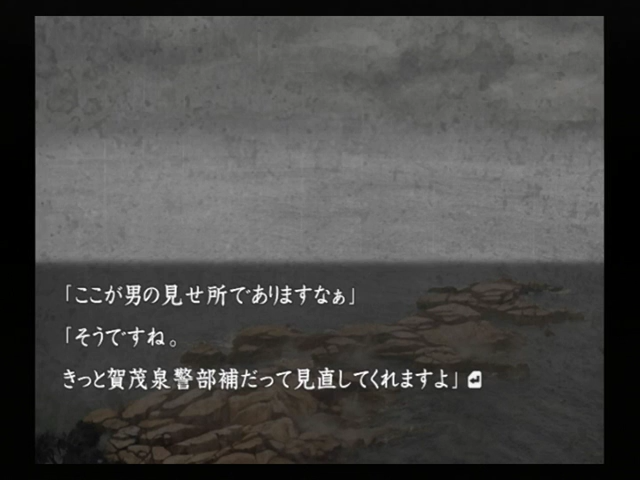 「ここが男の見せ所でありますなぁ」
「そうですね。
きっと賀茂泉警部補だって見直してくれますよ」